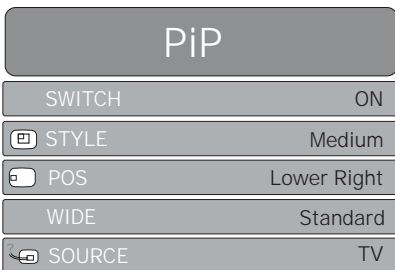 PiP
SWITCH ON
STYLE Medium
POS Lower Right
WIDE Standard
? SOURCE TV